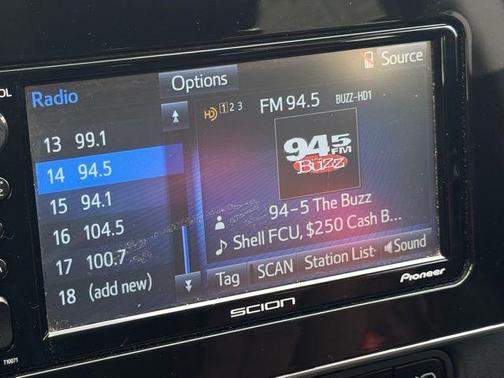 OL
Radio
Options
Source
HD 1 2 3
FM 94.5
BUZZ-HD1
13 99.1
14 94.5
15 94.1
16 104.5
17 100.7
18 (add new)
94.5
FM
Buzz
94-5 The Buzz
Shell FCU, $250 Cash B...
Tag
SCAN
Station List
Sound
SCION
Pioneer
T10071